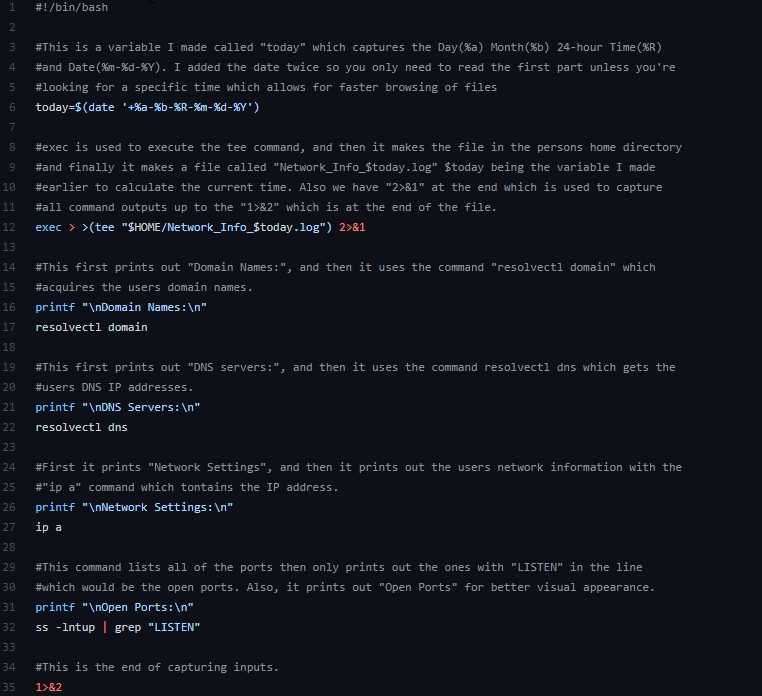 1 #!/bin/bash
2
3 #This is a variable I made called "today" which captures the Day(%a) Month(%b) 24-hour Time(%R)
4 #and Date(%m-%d-%Y). I added the date twice so you only need to read the first part unless you're
5 #looking for a specific time which allows for faster browsing of files
6 today=$(date '+%a-%b-%R-%m-%d-%Y')
7
8 #exec is used to execute the tee command, and then it makes the file in the persons home directory
9 #and finally it makes a file called "Network_Info_$today.log" $today being the variable I made
10 #earlier to calculate the current time. Also we have "2>&1" at the end which is used to capture
11 #all command outputs up to the "1>&2" which is at the end of the file.
12 exec > >(tee "$HOME/Network_Info_$today.log") 2>&1
13
14 #This first prints out "Domain Names:", and then it uses the command "resolvectl domain" which
15 #acquires the users domain names.
16 printf "\nDomain Names:\n"
17 resolvectl domain
18
19 #This first prints out "DNS servers:", and then it uses the command resolvectl dns which gets the
20 #users DNS IP addresses.
21 printf "\nDNS Servers:\n"
22 resolvectl dns
23
24 #First it prints "Network Settings", and then it prints out the users network information with the
25 #"ip a" command which tontains the IP address.
26 printf "\nNetwork Settings:\n"
27 ip a
28
29 #This command lists all of the ports then only prints out the ones with "LISTEN" in the line
30 #which would be the open ports. Also, it prints out "Open Ports" for better visual appearance.
31 printf "\nOpen Ports:\n"
32 ss -lntup | grep "LISTEN"
33
34 #This is the end of capturing inputs.
35 1>&2